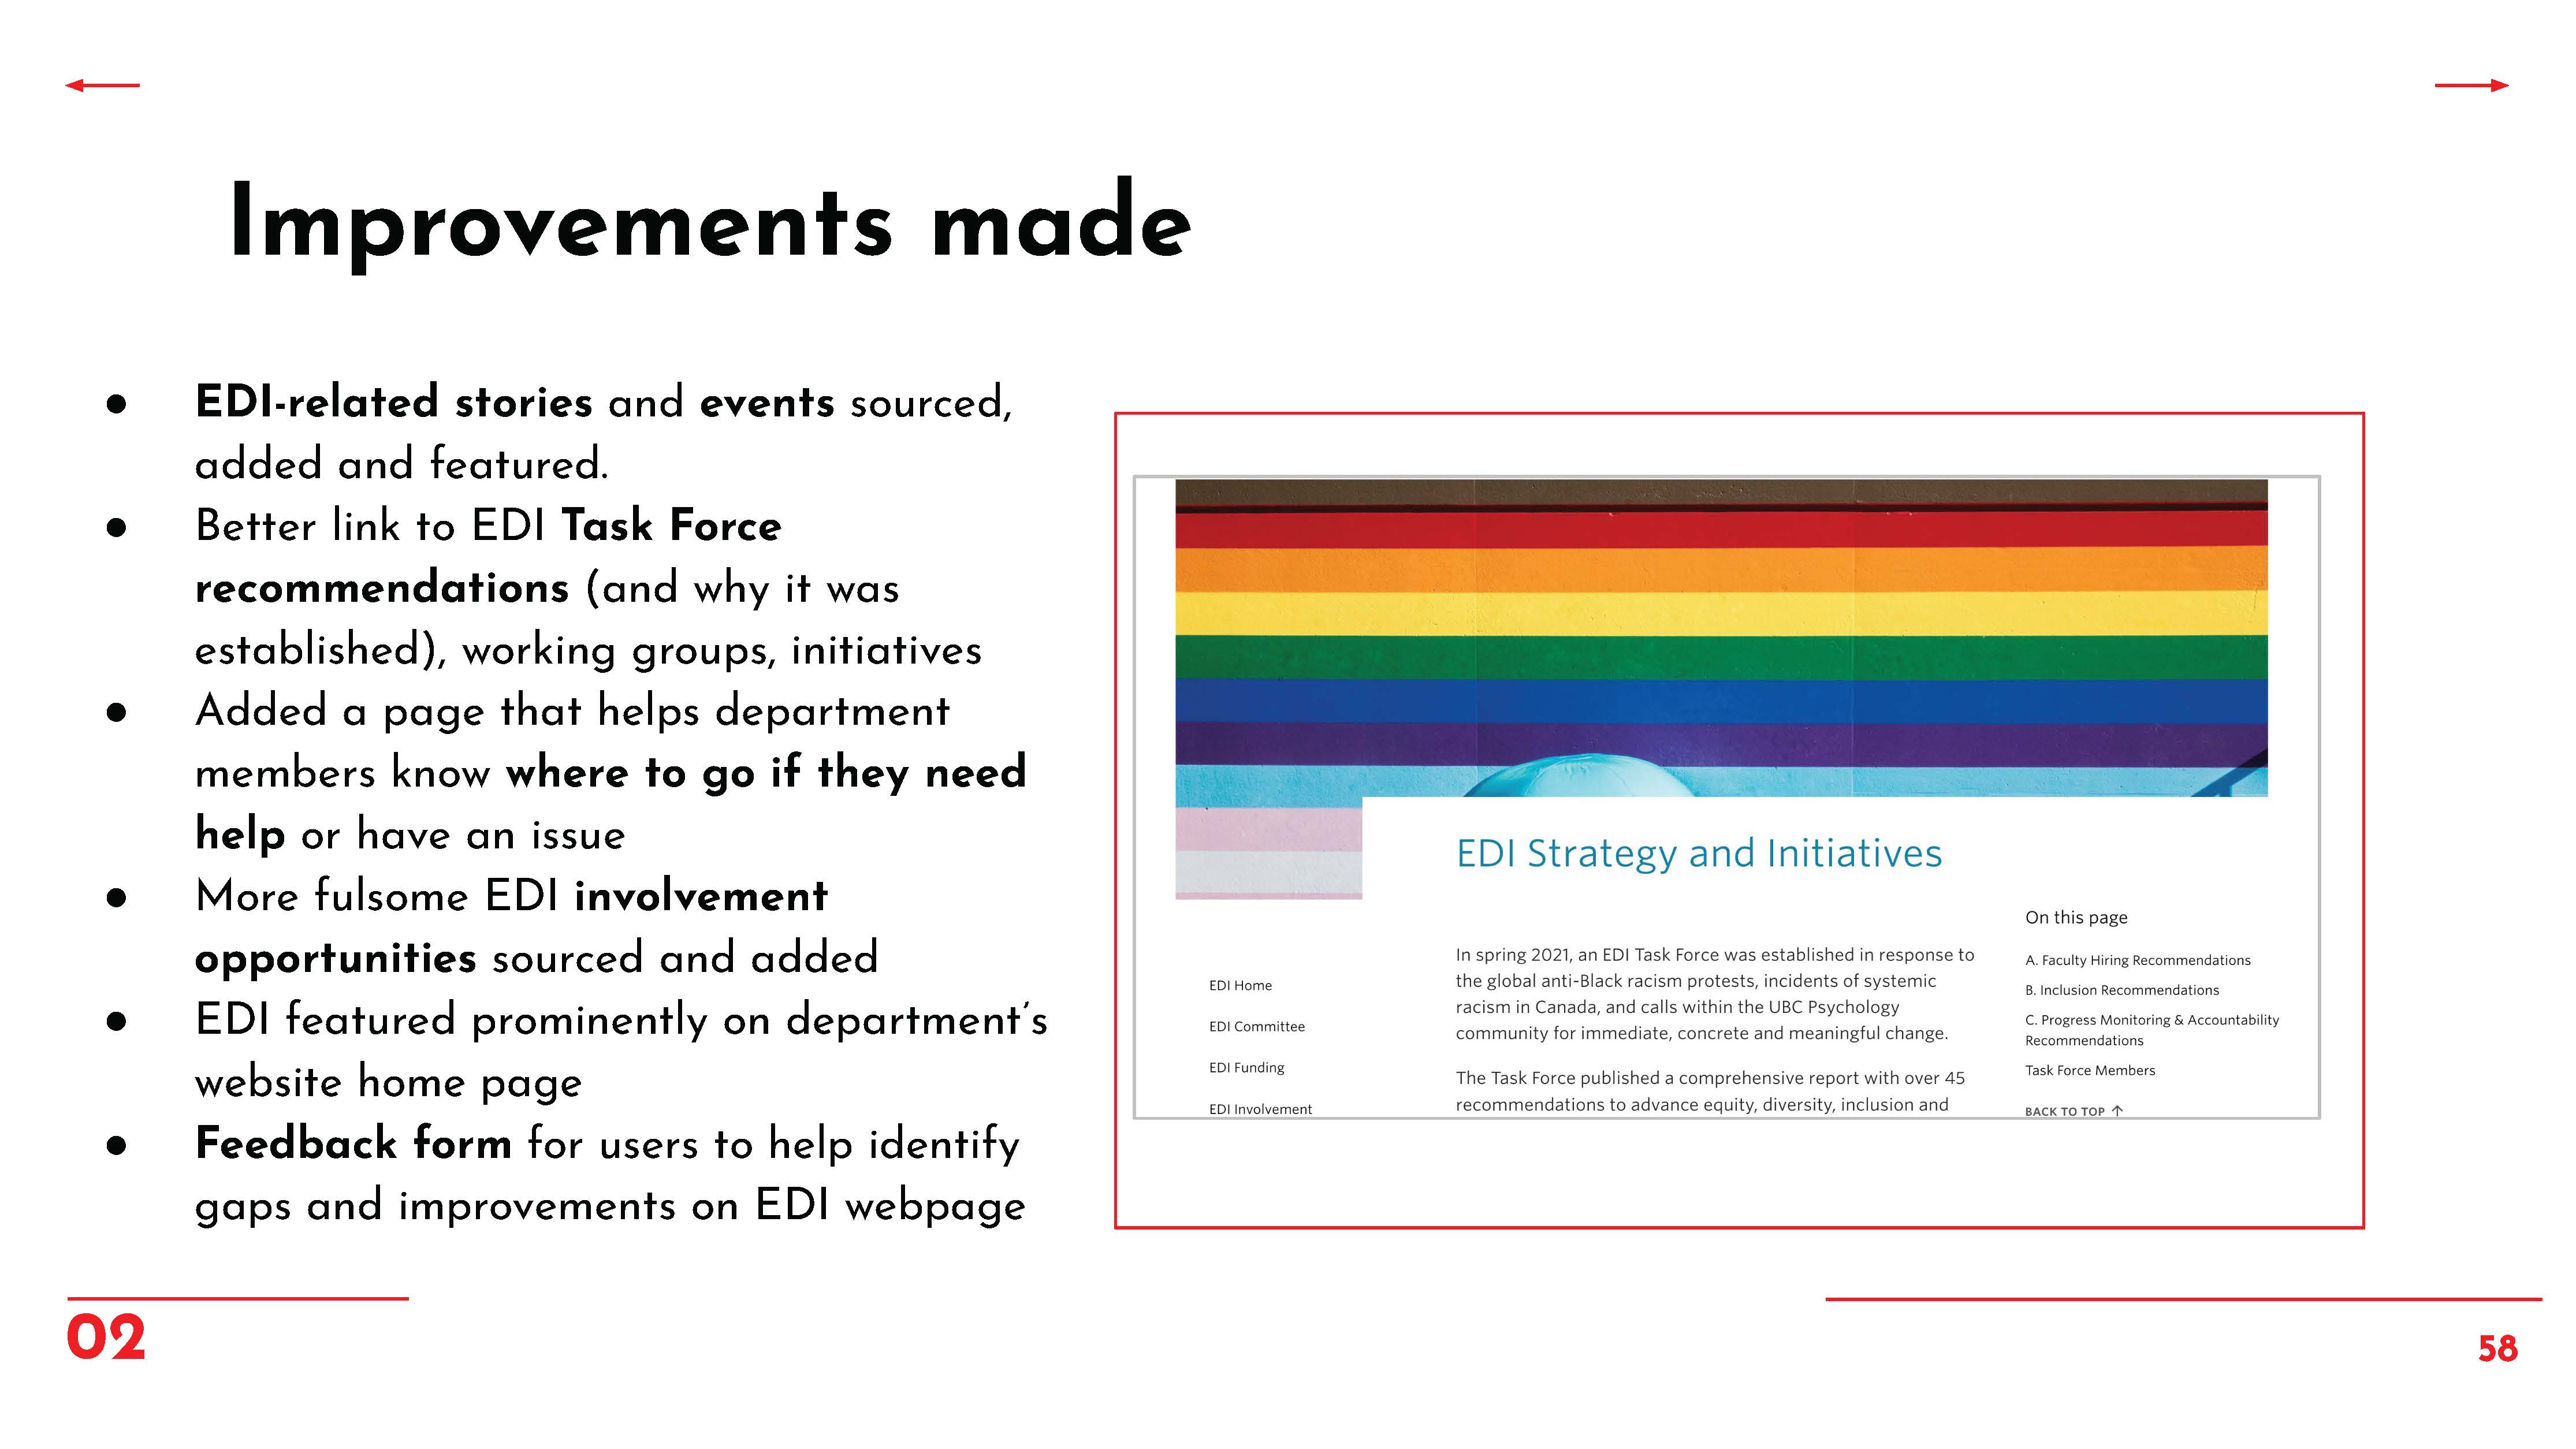 Improvements made
● EDI-related stories and events sourced,
added and featured.
● Better link to EDI Task Force
recommendations (and why it was
established), working groups, initiatives
● Added a page that helps department
members know where to go if they need
help or have an issue
● More fulsome EDI involvement
opportunities sourced and added
● EDI featured prominently on department’s
website home page
● Feedback form for users to help identify
gaps and improvements on EDI webpage
EDI Strategy and Initiatives
EDI Home
EDI Committee
EDI Funding
EDI Involvement
In spring 2021, an EDI Task Force was established in response to
the global anti-Black racism protests, incidents of systemic
racism in Canada, and calls within the UBC Psychology
community for immediate, concrete and meaningful change.
The Task Force published a comprehensive report with over 45
recommendations to advance equity, diversity, inclusion and
On this page
A. Faculty Hiring Recommendations
B. Inclusion Recommendations
C. Progress Monitoring & Accountability
Recommendations
Task Force Members
BACK TO TOP ↑
02
58